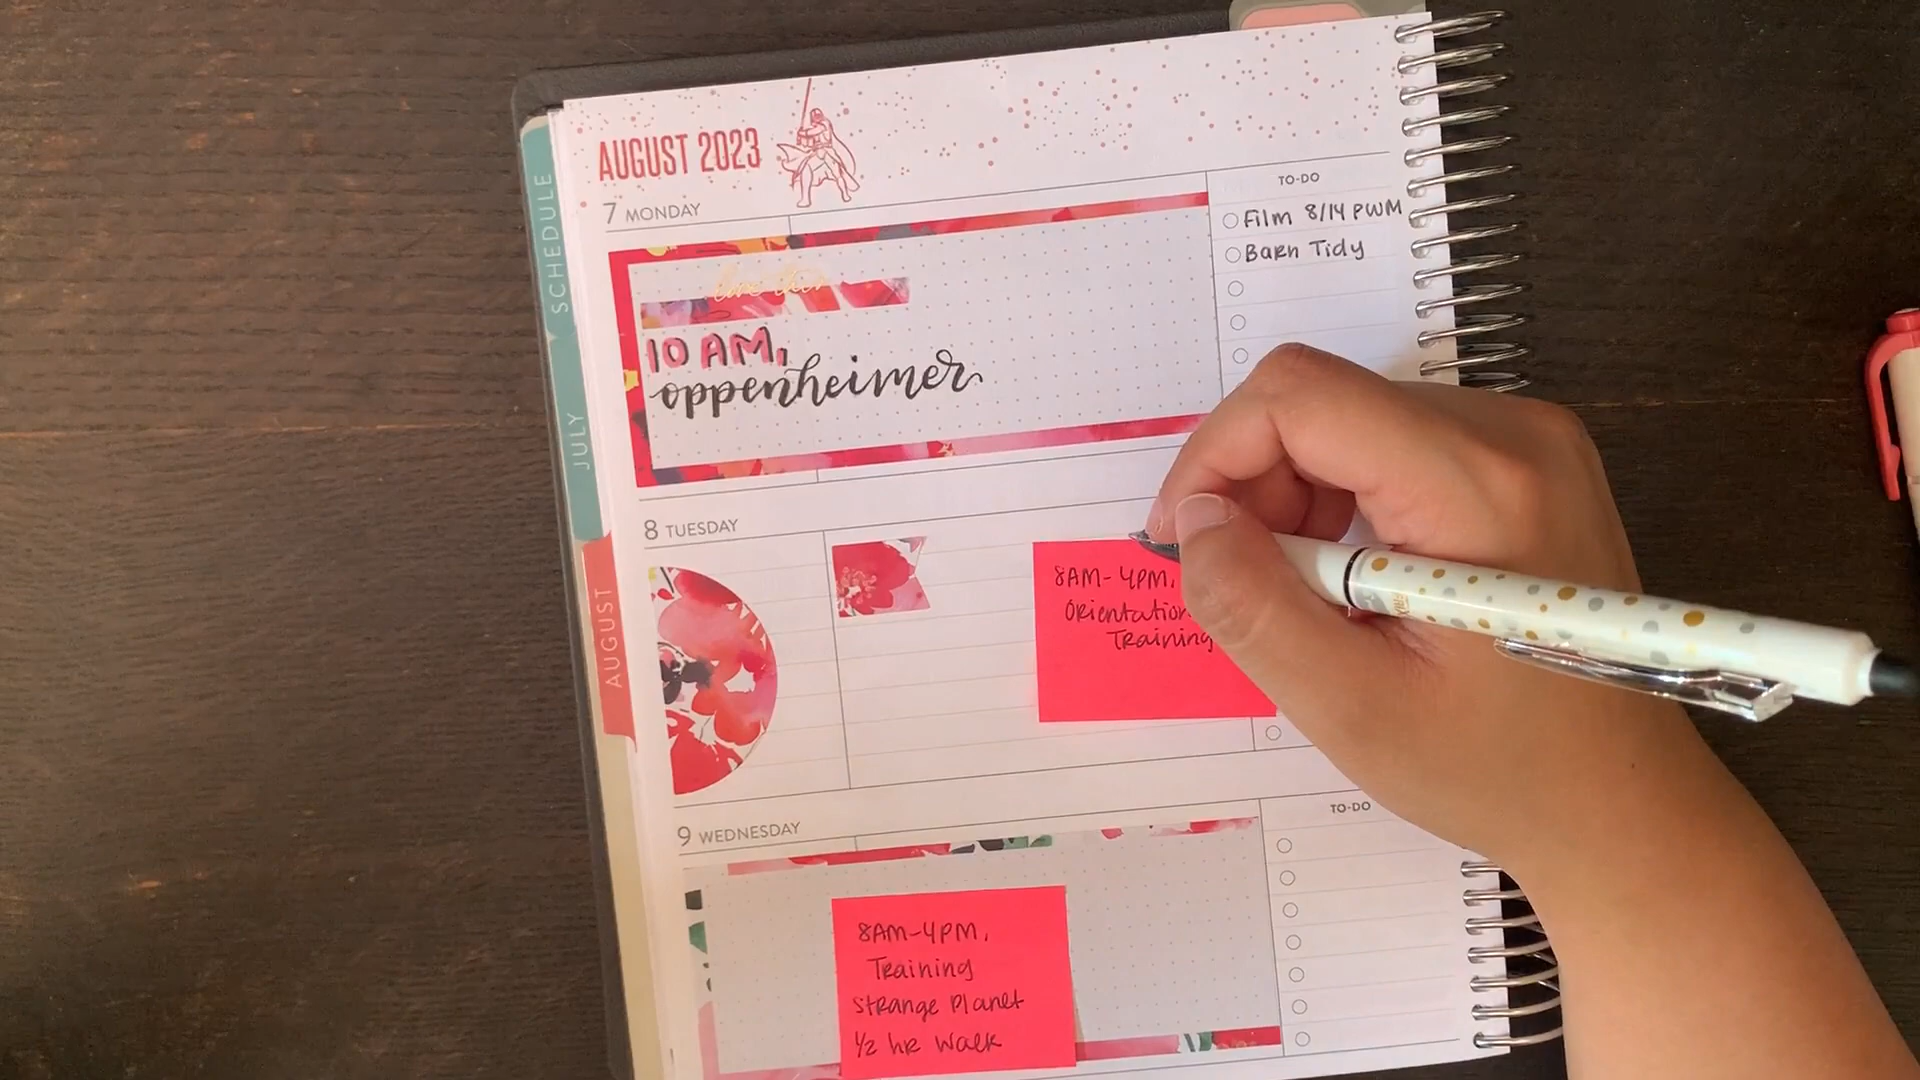 AUGUST 2023
7 MONDAY
TO-DO
Film 8/14 PWM
Barn Tidy
10 AM,
oppenheimer
8 TUESDAY
8AM-4PM,
Orientation
Training
9 WEDNESDAY
TO-DO
8AM-4PM,
Training
Strange Planet
1/2 hr walk
SCHEDULE
JULY
AUGUST